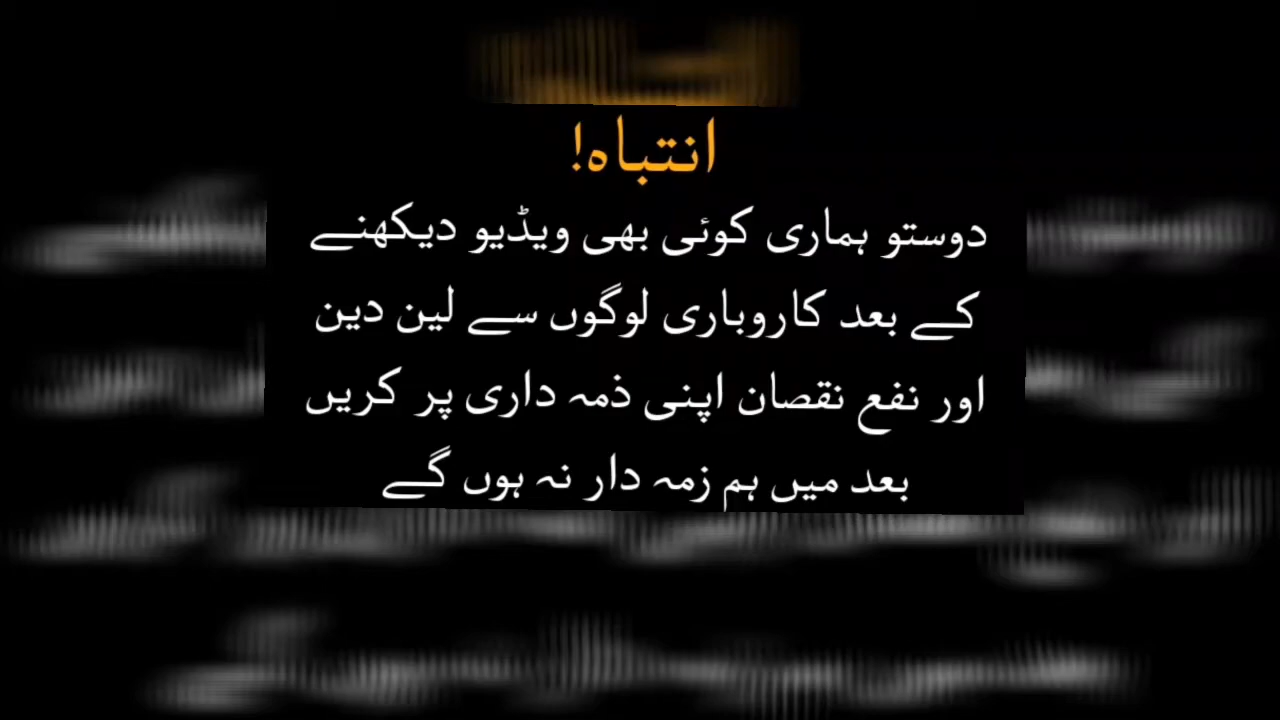 انتباہ!
دوستو ہماری کوئی بھی ویڈیو دیکھنے
کے بعد کاروباری لوگوں سے لین دین
اور نفع نقصان اپنی ذمہ داری پر کریں
بعد میں ہم زمہ دار نہ ہوں گے